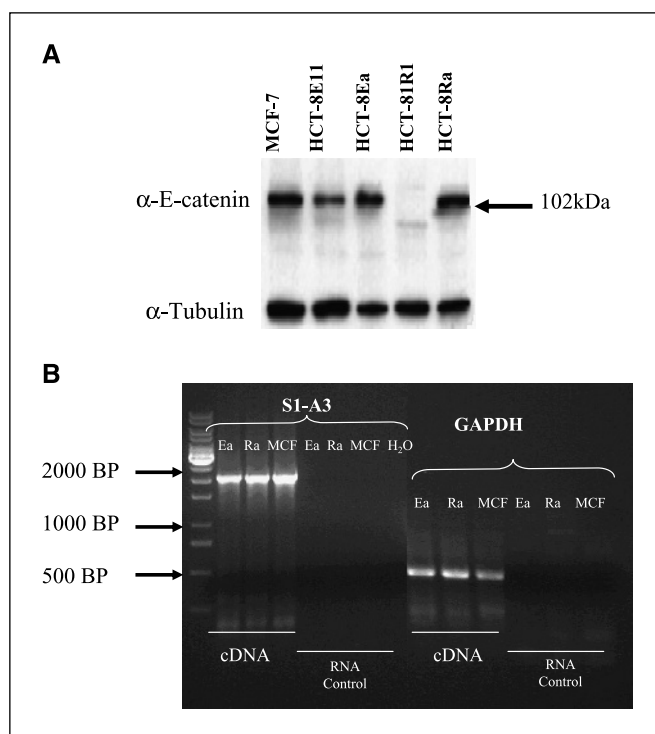 A
MCF-7
HCT-8E11
HCT-8Ea
HCT-81R1
HCT-8Ra
α-E-catenin
102kDa
α-Tubulin
B
S1-A3
GAPDH
Ea Ra MCF Ea Ra MCF H₂O
Ea Ra MCF Ea Ra MCF
2000 BP
1000 BP
500 BP
cDNA
RNA
Control
cDNA
RNA
Control